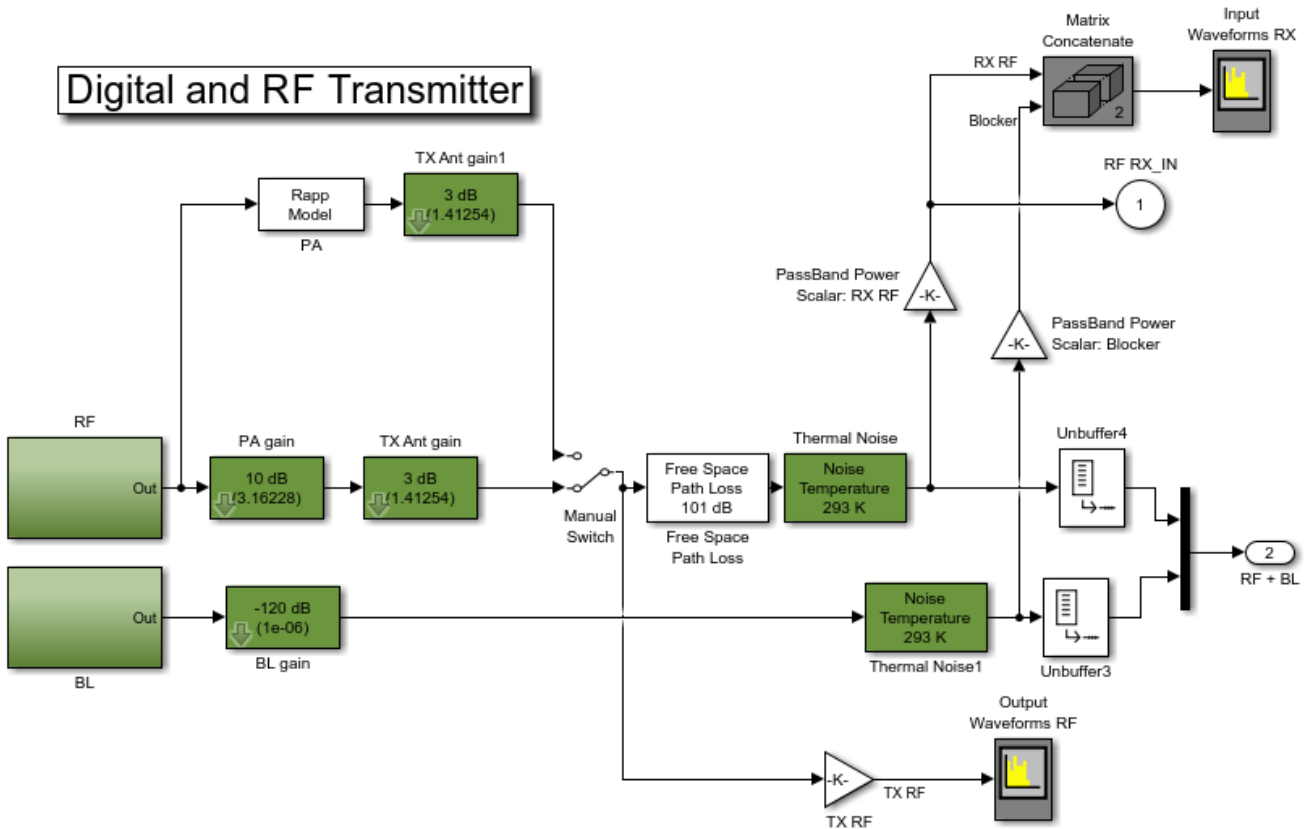 Digital and RF Transmitter
Matrix
Concatenate
Input
Waveforms RX
RX RF
2
Blocker
TX Ant gain1
3 dB
(1.41254)
Rapp
Model
PA
RF RX_IN
1
PassBand Power
Scalar: RX RF
-K-
PassBand Power
Scalar: Blocker
-K-
RF
Out
PA gain
10 dB
(3.16228)
TX Ant gain
3 dB
(1.41254)
Manual
Switch
Free Space
Path Loss
101 dB
Free Space
Path Loss
Thermal Noise
Noise
Temperature
293 K
Unbuffer4
2
RF + BL
Out
BL
-120 dB
(1e-06)
BL gain
Noise
Temperature
293 K
Thermal Noise1
Unbuffer3
Output
Waveforms RF
-K-
TX RF
TX RF